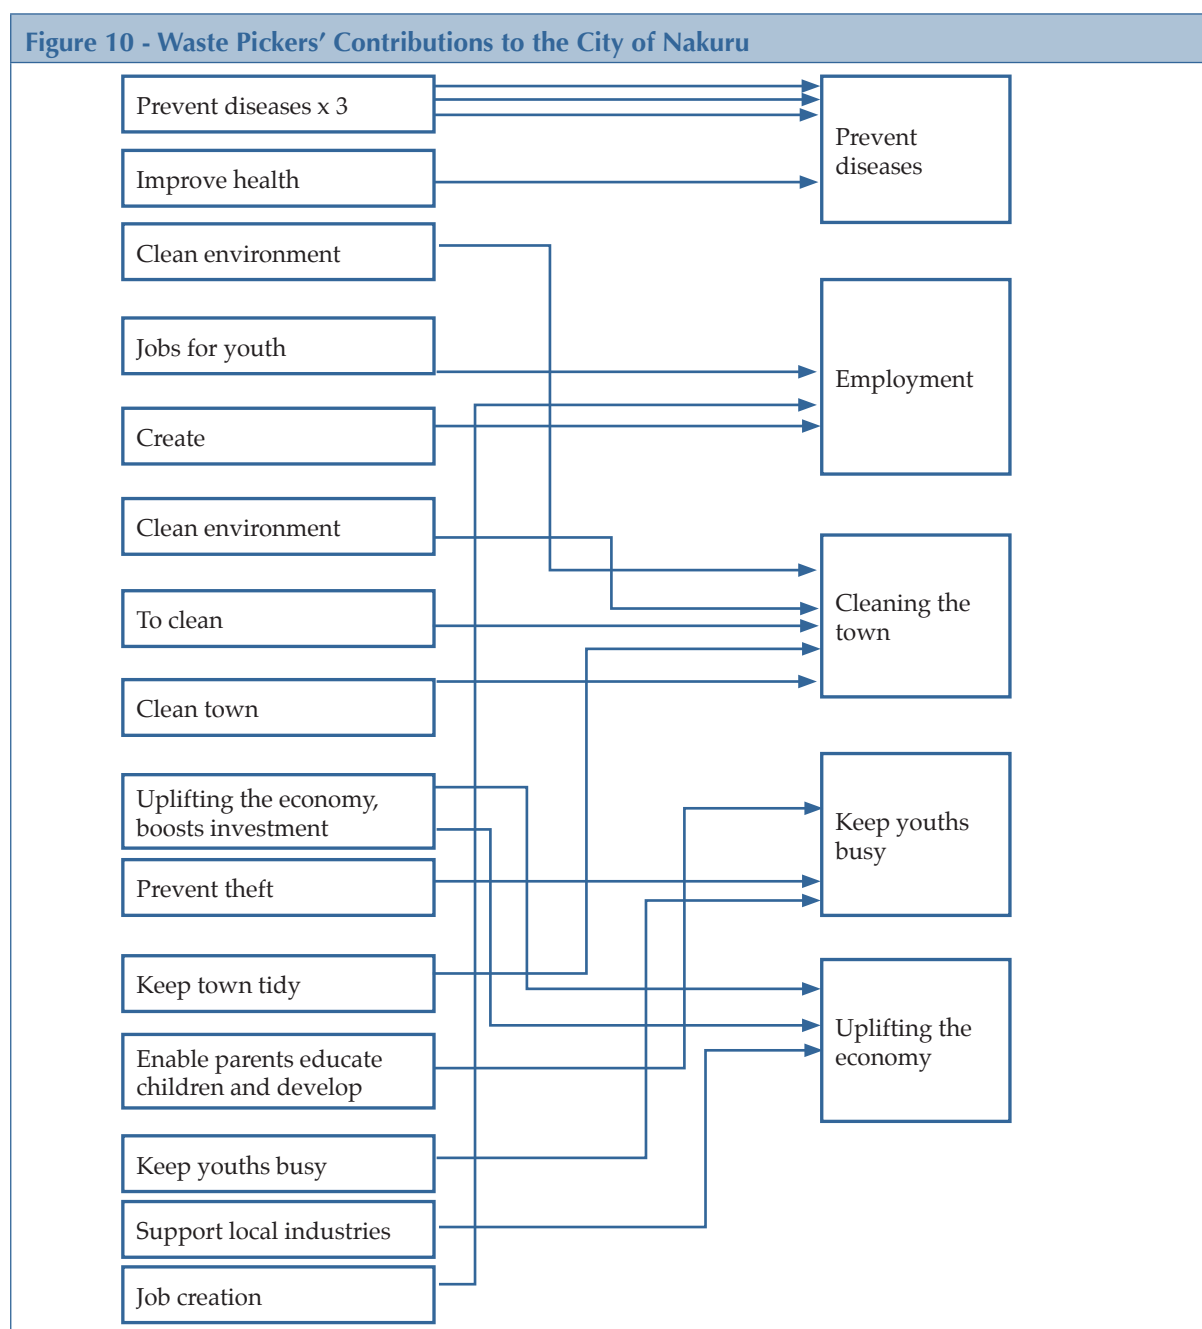 Figure 10 - Waste Pickers’ Contributions to the City of Nakuru
Prevent diseases x 3
Improve health
Clean environment
Jobs for youth
Create
Clean environment
To clean
Clean town
Uplifting the economy,
boosts investment
Prevent theft
Keep town tidy
Enable parents educate
children and develop
Keep youths busy
Support local industries
Job creation
Prevent
diseases
Employment
Cleaning the
town
Keep youths
busy
Uplifting the
economy